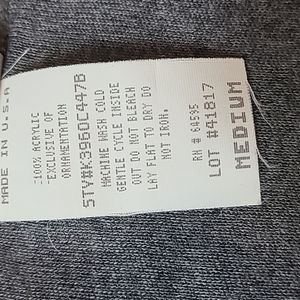 MADE IN U.S.A
100% ACRYLIC
EXCLUSIVE OF
ORNAMENTATION
STY#K3960C447B
MACHINE WASH COLD
GENTLE CYCLE INSIDE
OUT DO NOT BLEACH
LAY FLAT TO DRY DO
NOT IRON.
RN # 64535
LOT #41817
MEDIUM